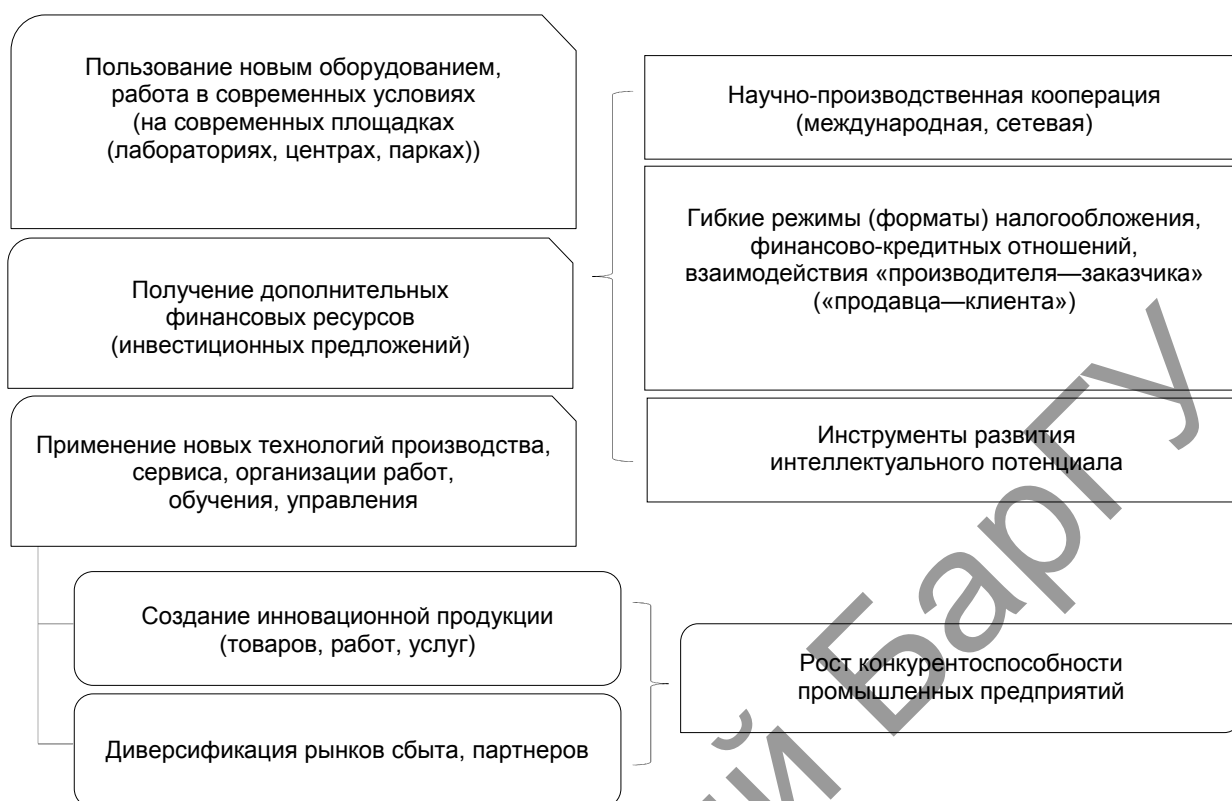 Пользование новым оборудованием,
работа в современных условиях
(на современных площадках
(лабораториях, центрах, парках))
Получение дополнительных
финансовых ресурсов
(инвестиционных предложений)
Применение новых технологий производства,
сервиса, организации работ,
обучения, управления
Научно-производственная кооперация
(международная, сетевая)
Гибкие режимы (форматы) налогообложения,
финансово-кредитных отношений,
взаимодействия «производителя—заказчика»
(«продавца—клиента»)
Инструменты развития
интеллектуального потенциала
Создание инновационной продукции
(товаров, работ, услуг)
Диверсификация рынков сбыта, партнеров
Рост конкурентоспособности
промышленных предприятий
БарГУ